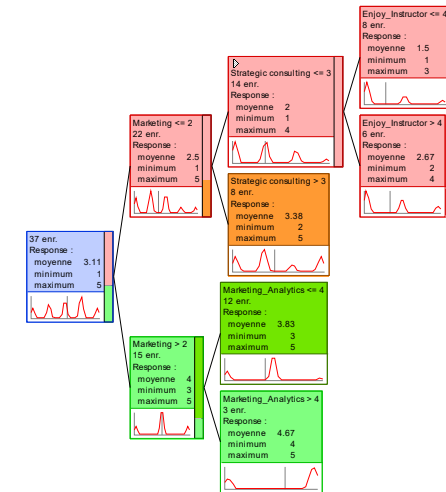 Enjoy_Instructor <= 4
8 enr.
Response :
moyenne 1.5
minimum 1
maximum 3
Strategic consulting <= 3
14 enr.
Response :
moyenne 2
minimum 1
maximum 4
Marketing <= 2
22 enr.
Response :
moyenne 2.5
minimum 1
maximum 5
Enjoy_Instructor > 4
6 enr.
Response :
moyenne 2.67
minimum 2
maximum 4
Strategic consulting > 3
8 enr.
Response :
moyenne 3.38
minimum 2
maximum 5
37 enr.
Response :
moyenne 3.11
minimum 1
maximum 5
Marketing_Analytics <= 4
12 enr.
Response :
moyenne 3.83
minimum 3
maximum 5
Marketing > 2
15 enr.
Response :
moyenne 4
minimum 3
maximum 5
Marketing_Analytics > 4
3 enr.
Response :
moyenne 4.67
minimum 4
maximum 5